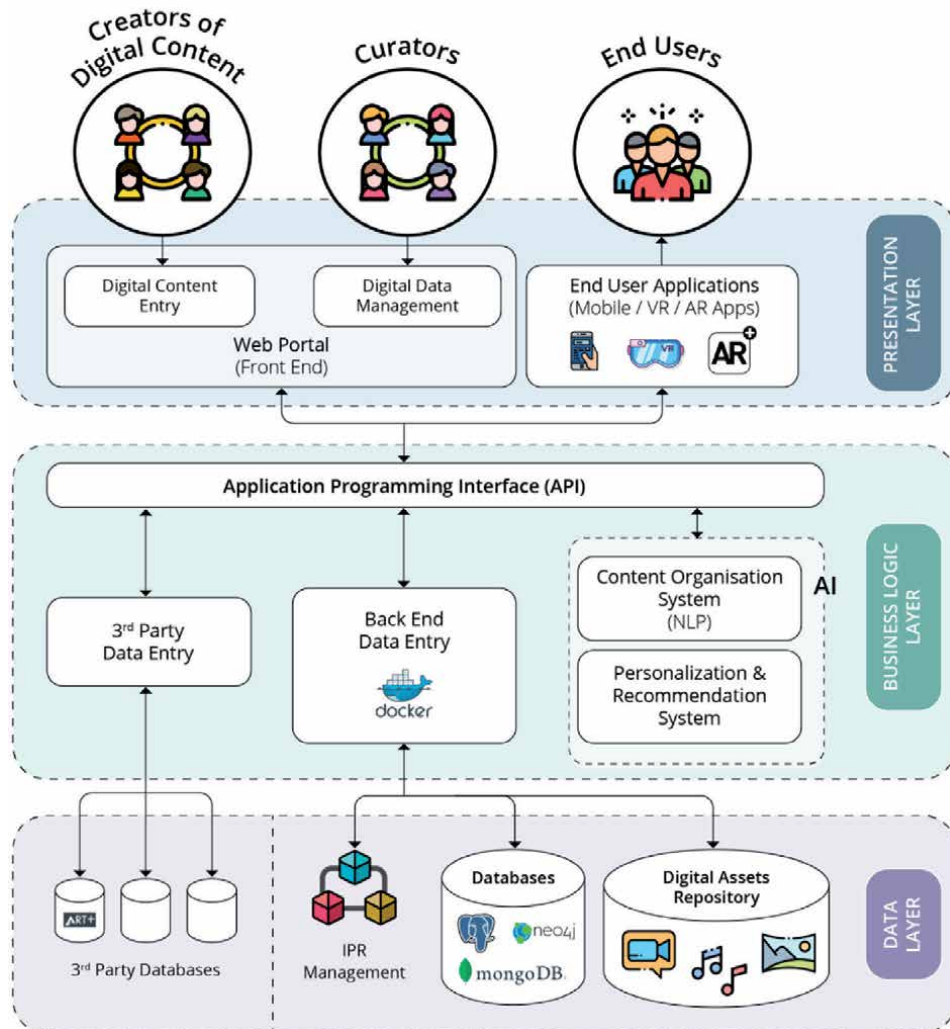 Creators of
Digital Content
Curators
End Users
Digital Content
Entry
Digital Data
Management
Web Portal
(Front End)
End User Applications
(Mobile / VR / AR Apps)
VR
AR+
PRESENTATION
LAYER
Application Programming Interface (API)
3rd Party
Data Entry
Back End
Data Entry
docker
Content Organisation
System
(NLP)
AI
Personalization &
Recommendation
System
BUSINESS LOGIC
LAYER
ART+
3rd Party Databases
IPR
Management
Databases
neo4j
mongoDB.
Digital Assets
Repository
DATA
LAYER